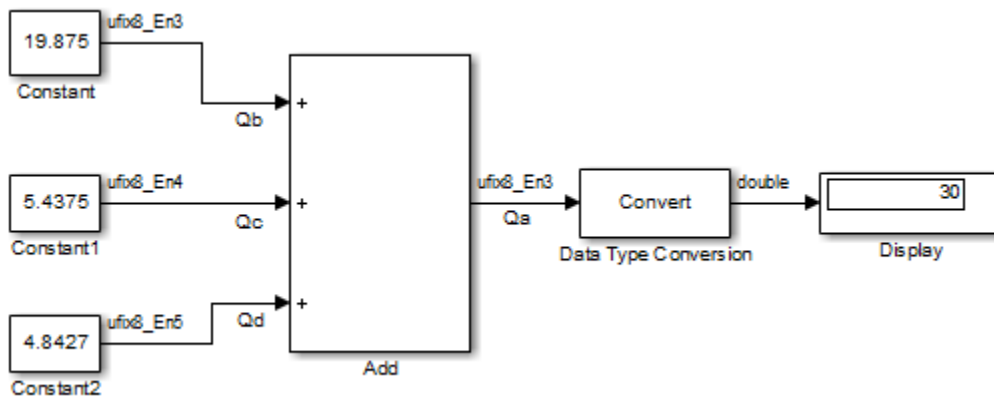 19.875
ufix8_En3
Constant
Qb
+
5.4375
ufix8_En4
Constant1
Qc
+
4.8427
ufix8_En5
Constant2
Qd
+
Add
ufix8_En3
Qa
Convert
Data Type Conversion
double
30
Display